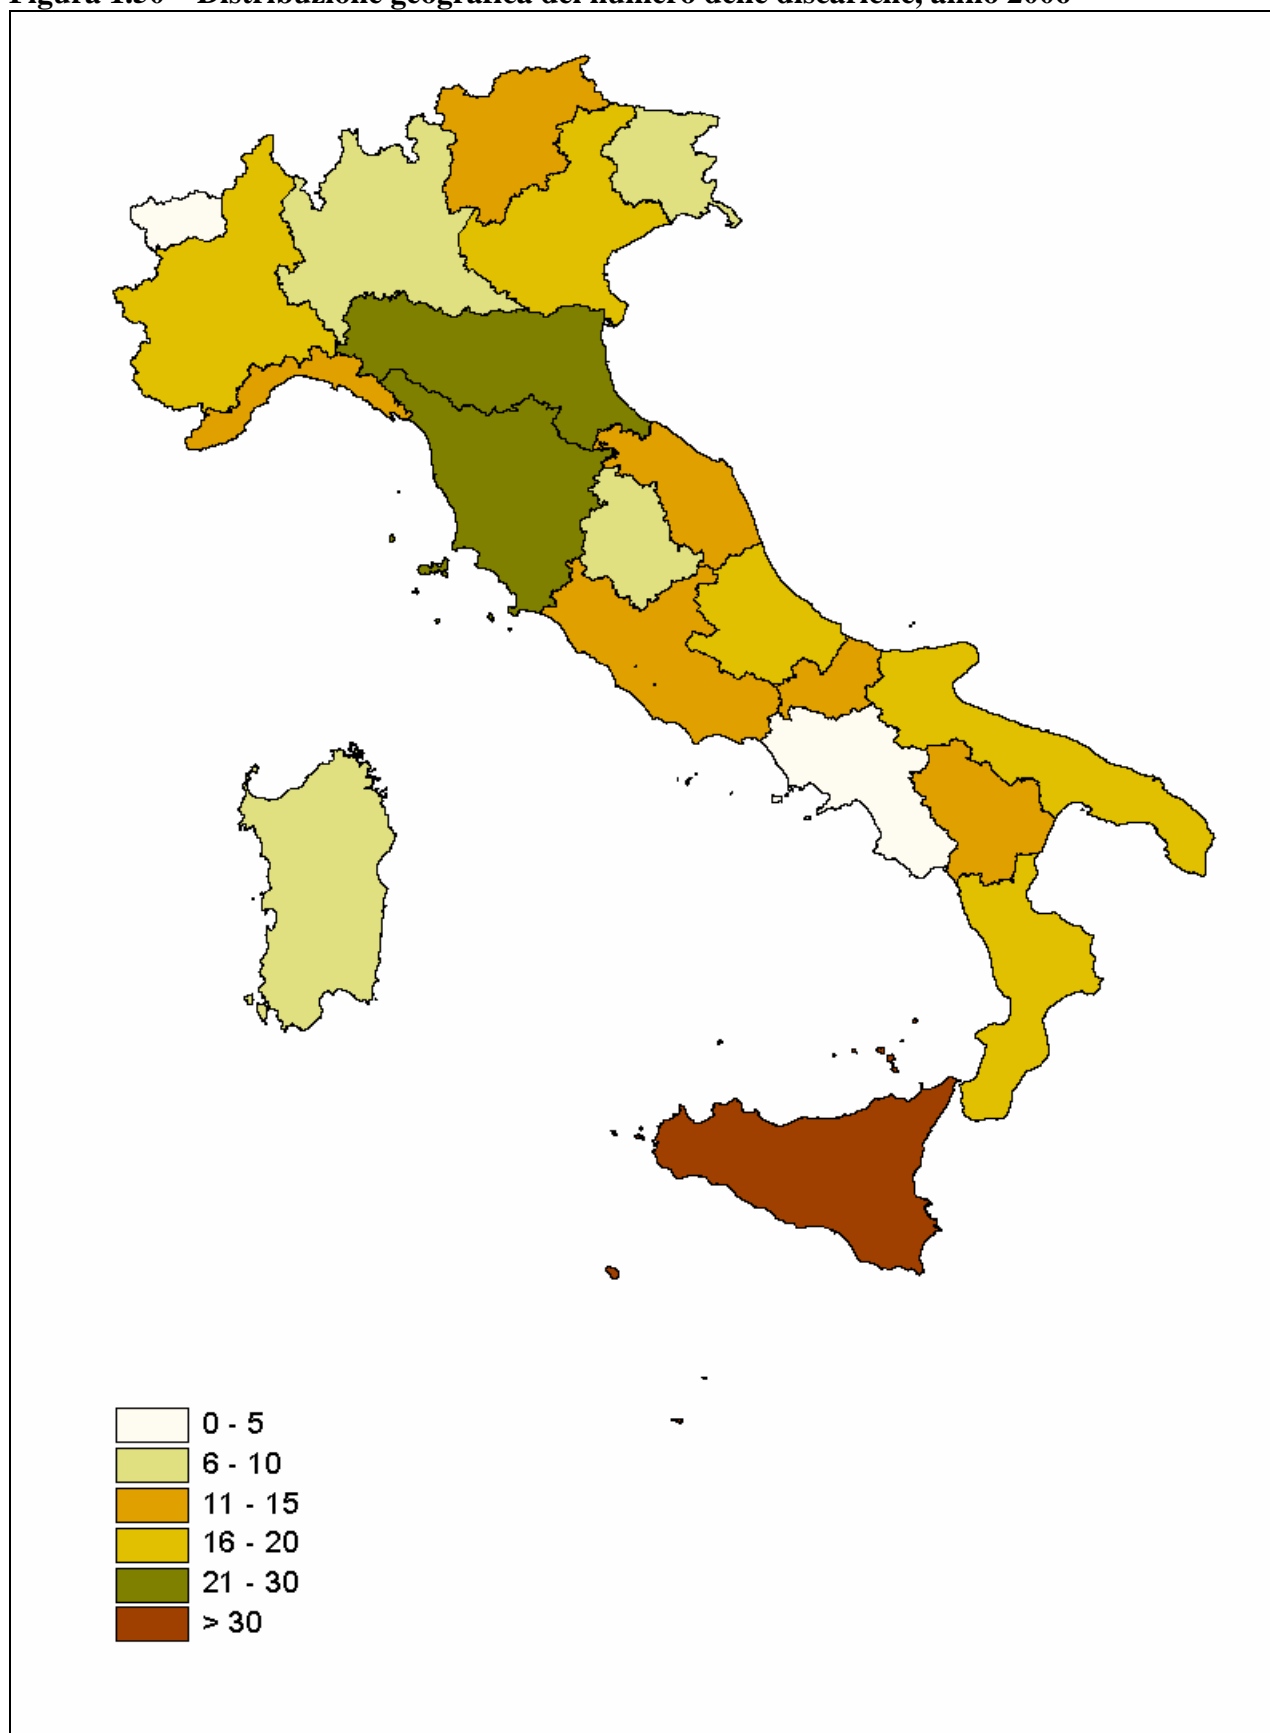 Figura 1.30 – Distribuzione geografica del numero delle discariche, anno 2006
0 - 5
6 - 10
11 - 15
16 - 20
21 - 30
> 30